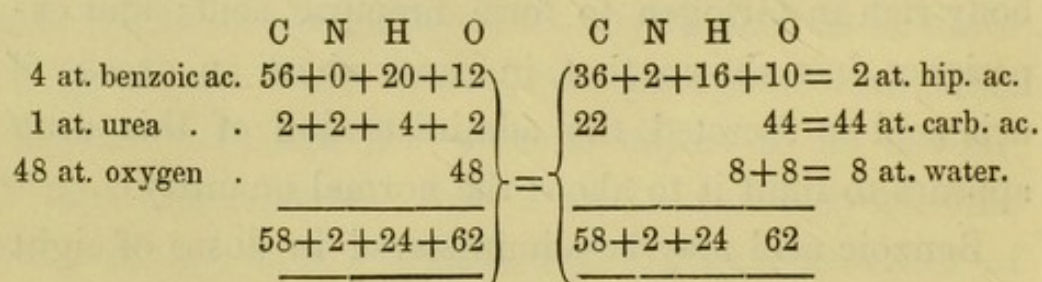 C N H O C N H O
4 at. benzoic ac. 56+0+20+12 36+2+16+10= 2 at. hip. ac.
1 at. urea . . 2+2+ 4+ 2 22 44=44 at. carb. ac.
48 at. oxygen . 48 = 8+8= 8 at. water.
58+2+24+62 58+2+24 62